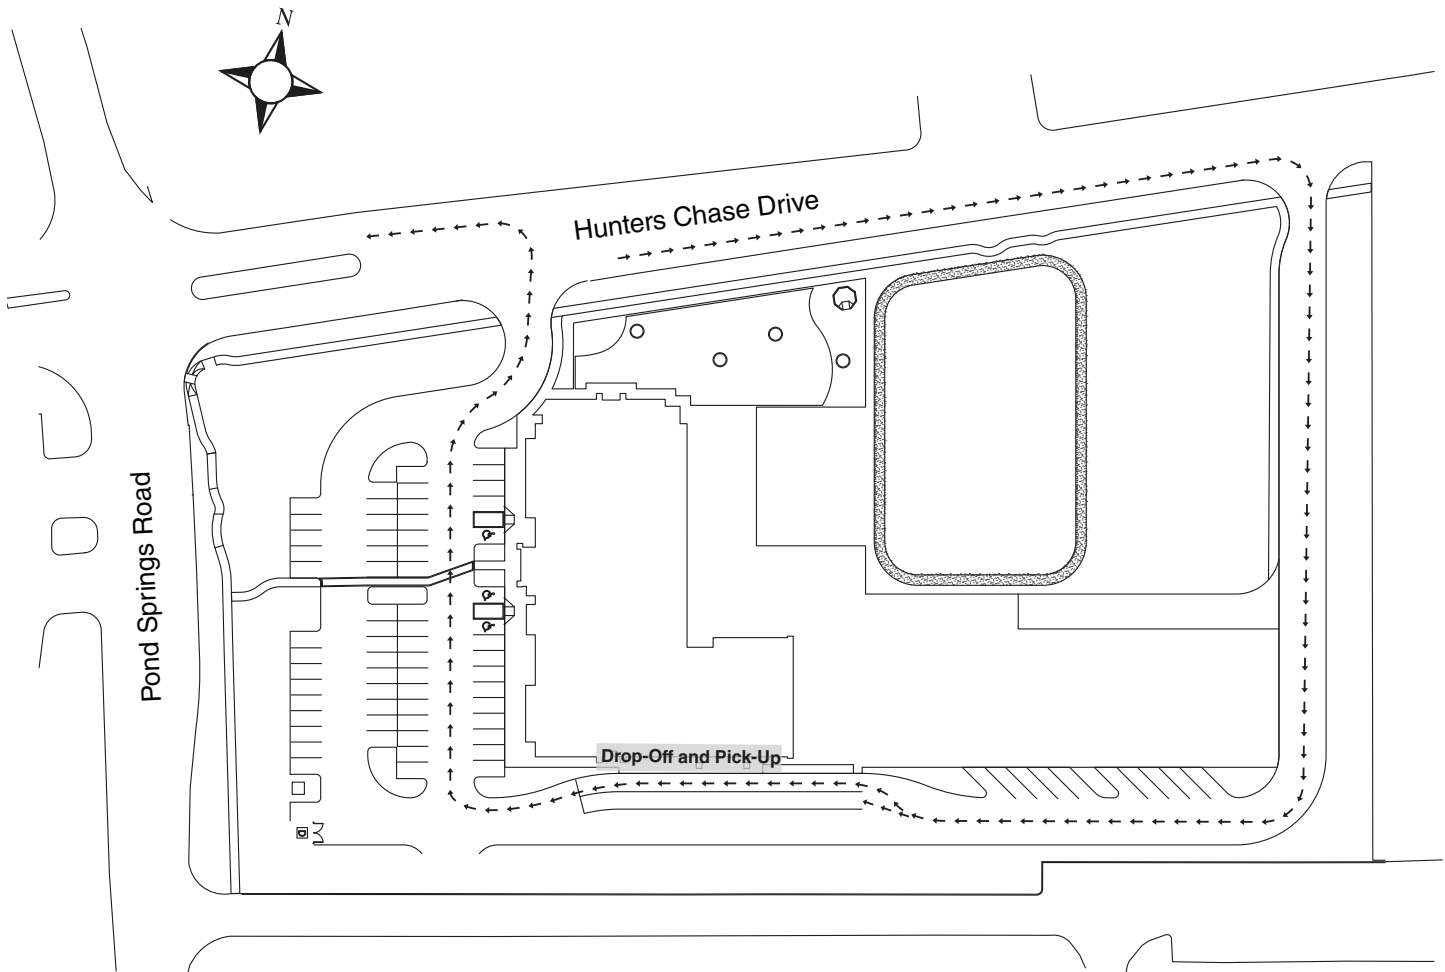 N
Hunters Chase Drive
Pond Springs Road
Drop-Off and Pick-Up
D